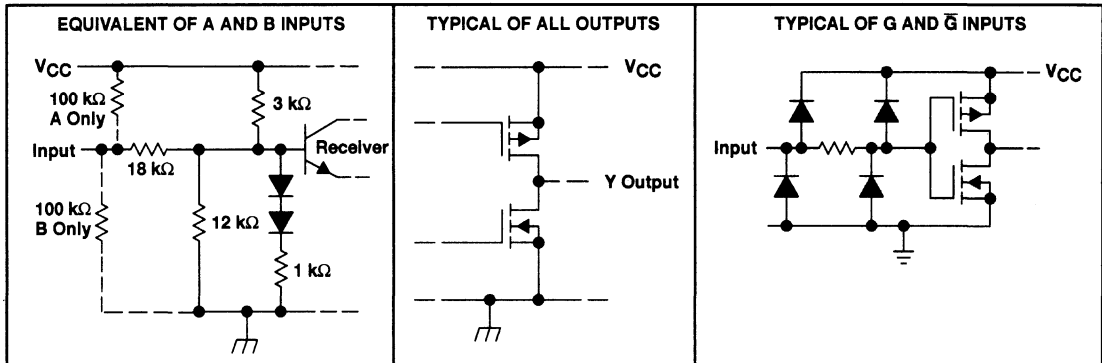 EQUIVALENT OF A AND B INPUTS
VCC
100 kΩ
A Only
3 kΩ
Input
18 kΩ
Receiver
100 kΩ
B Only
12 kΩ
1 kΩ
TYPICAL OF ALL OUTPUTS
VCC
Y Output
TYPICAL OF G AND G̅ INPUTS
VCC
Input